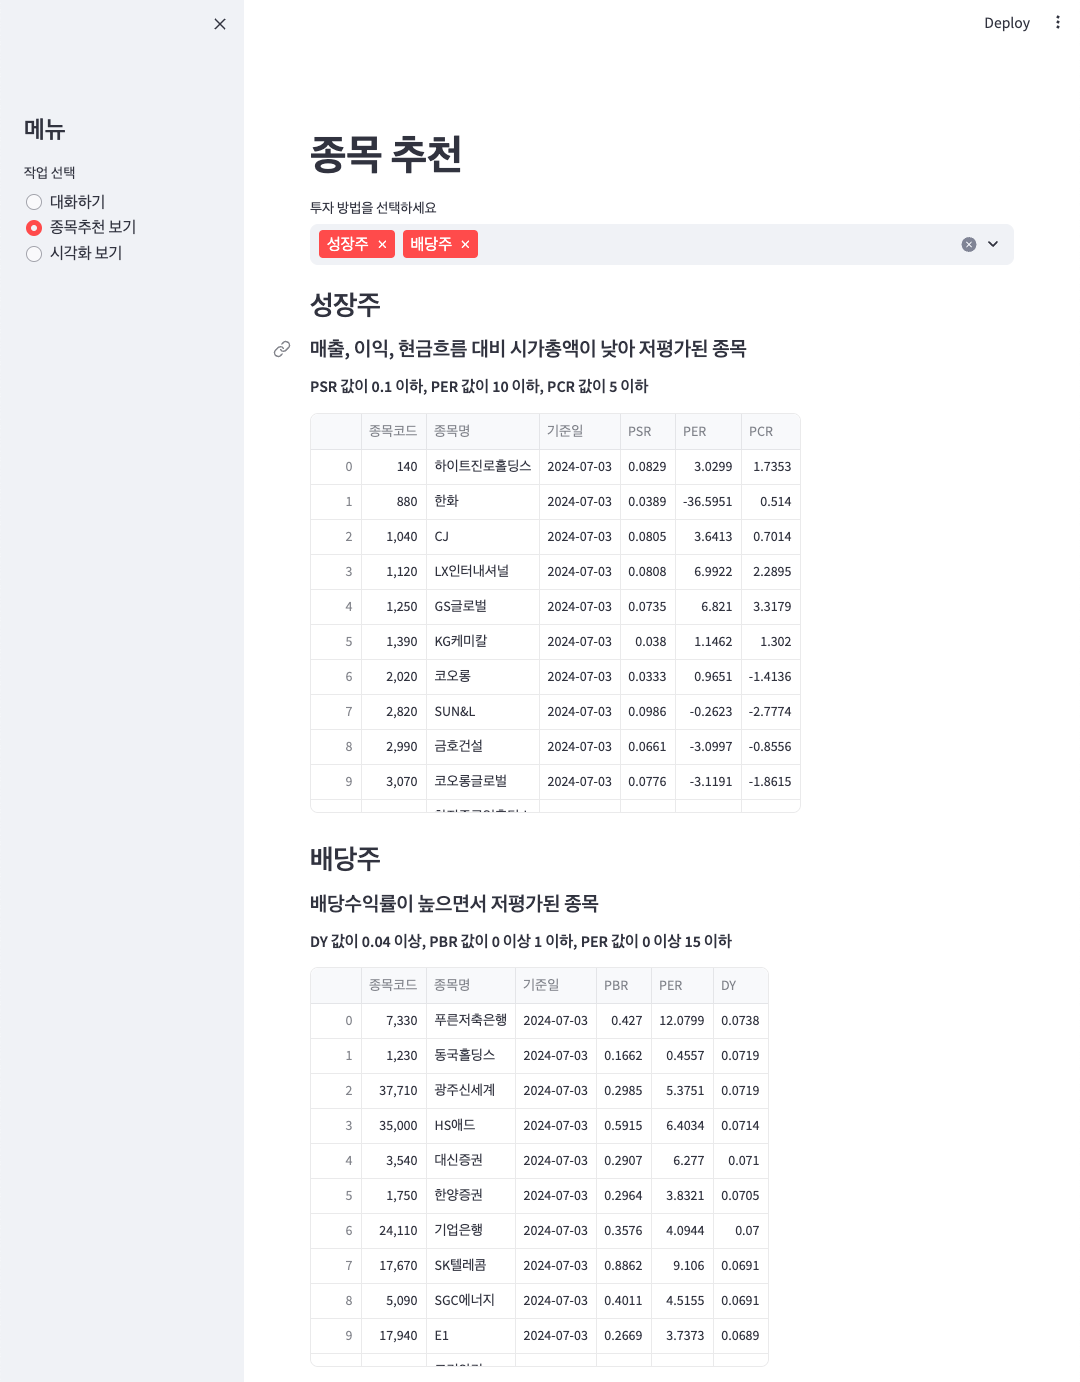 Deploy
메뉴
작업 선택
대화하기
종목추천 보기
시각화 보기
종목 추천
투자 방법을 선택하세요
성장주 배당주
성장주
매출, 이익, 현금흐름 대비 시가총액이 낮아 저평가된 종목
PSR 값이 0.1 이하, PER 값이 10 이하, PCR 값이 5 이하
종목코드 종목명 기준일 PSR PER PCR
0 140 하이트진로홀딩스 2024-07-03 0.0829 3.0299 1.7353
1 880 한화 2024-07-03 0.0389 -36.5951 0.514
2 1,040 CJ 2024-07-03 0.0805 3.6413 0.7014
3 1,120 LX인터내셔널 2024-07-03 0.0808 6.9922 2.2895
4 1,250 GS글로벌 2024-07-03 0.0735 6.821 3.3179
5 1,390 KG케미칼 2024-07-03 0.038 1.1462 1.302
6 2,020 코오롱 2024-07-03 0.0333 0.9651 -1.4136
7 2,820 SUN&L 2024-07-03 0.0986 -0.2623 -2.7774
8 2,990 금호건설 2024-07-03 0.0661 -3.0997 -0.8556
9 3,070 코오롱글로벌 2024-07-03 0.0776 -3.1191 -1.8615
배당주
배당수익률이 높으면서 저평가된 종목
DY 값이 0.04 이상, PBR 값이 0 이상 1 이하, PER 값이 0 이상 15 이하
종목코드 종목명 기준일 PBR PER DY
0 7,330 푸른저축은행 2024-07-03 0.427 12.0799 0.0738
1 1,230 동국홀딩스 2024-07-03 0.1662 0.4557 0.0719
2 37,710 광주신세계 2024-07-03 0.2985 5.3751 0.0719
3 35,000 HS애드 2024-07-03 0.5915 6.4034 0.0714
4 3,540 대신증권 2024-07-03 0.2907 6.277 0.071
5 1,750 한양증권 2024-07-03 0.2964 3.8321 0.0705
6 24,110 기업은행 2024-07-03 0.3576 4.0944 0.07
7 17,670 SK텔레콤 2024-07-03 0.8862 9.106 0.0691
8 5,090 SGC에너지 2024-07-03 0.4011 4.5155 0.0691
9 17,940 E1 2024-07-03 0.2669 3.7373 0.0689